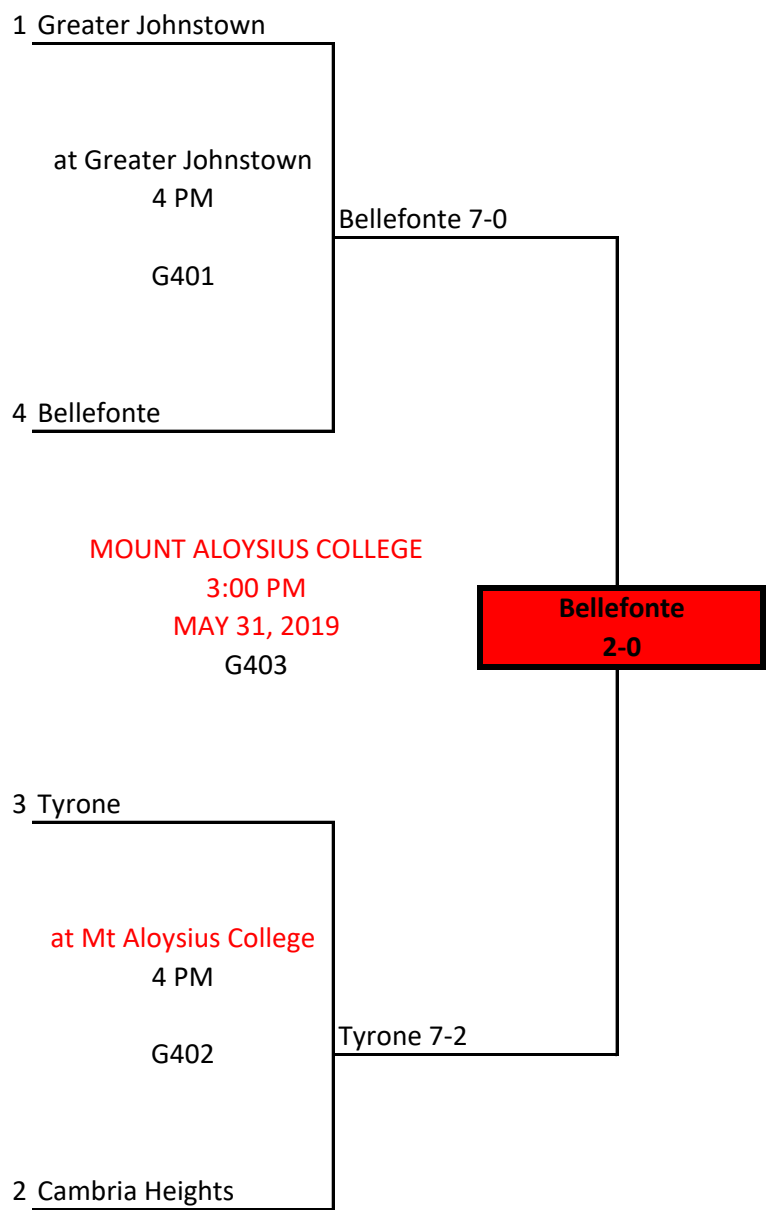 1 Greater Johnstown
at Greater Johnstown
4 PM
Bellefonte 7-0
G401
4 Bellefonte
MOUNT ALOYSIUS COLLEGE
3:00 PM
MAY 31, 2019
G403
Bellefonte
2-0
3 Tyrone
at Mt Aloysius College
4 PM
Tyrone 7-2
G402
2 Cambria Heights